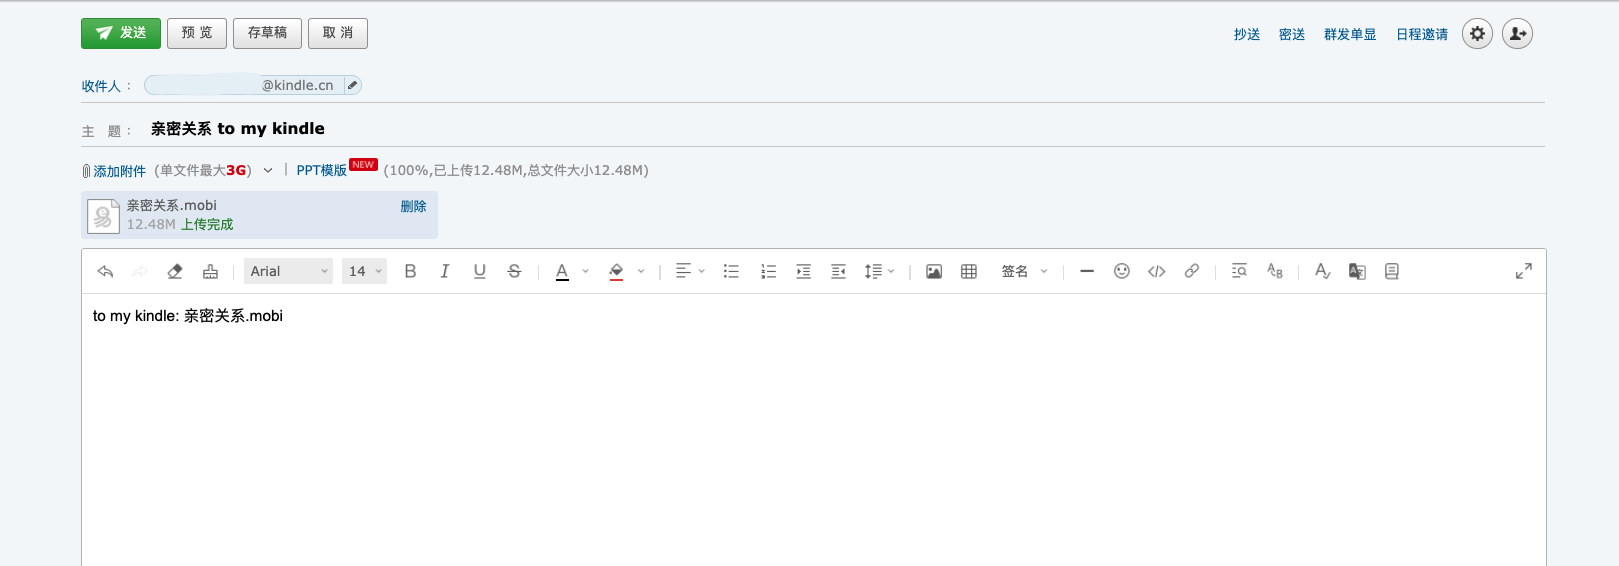 发送 预 览 存草稿 取 消 抄送 密送 群发单显 日程邀请
收件人： @kindle.cn
主 题： 亲密关系 to my kindle
添加附件 (单文件最大3G) | PPT模版 NEW (100%,已上传12.48M,总文件大小12.48M)
亲密关系.mobi 删除
12.48M 上传完成
Arial 14 B I U S A 签名
to my kindle: 亲密关系.mobi